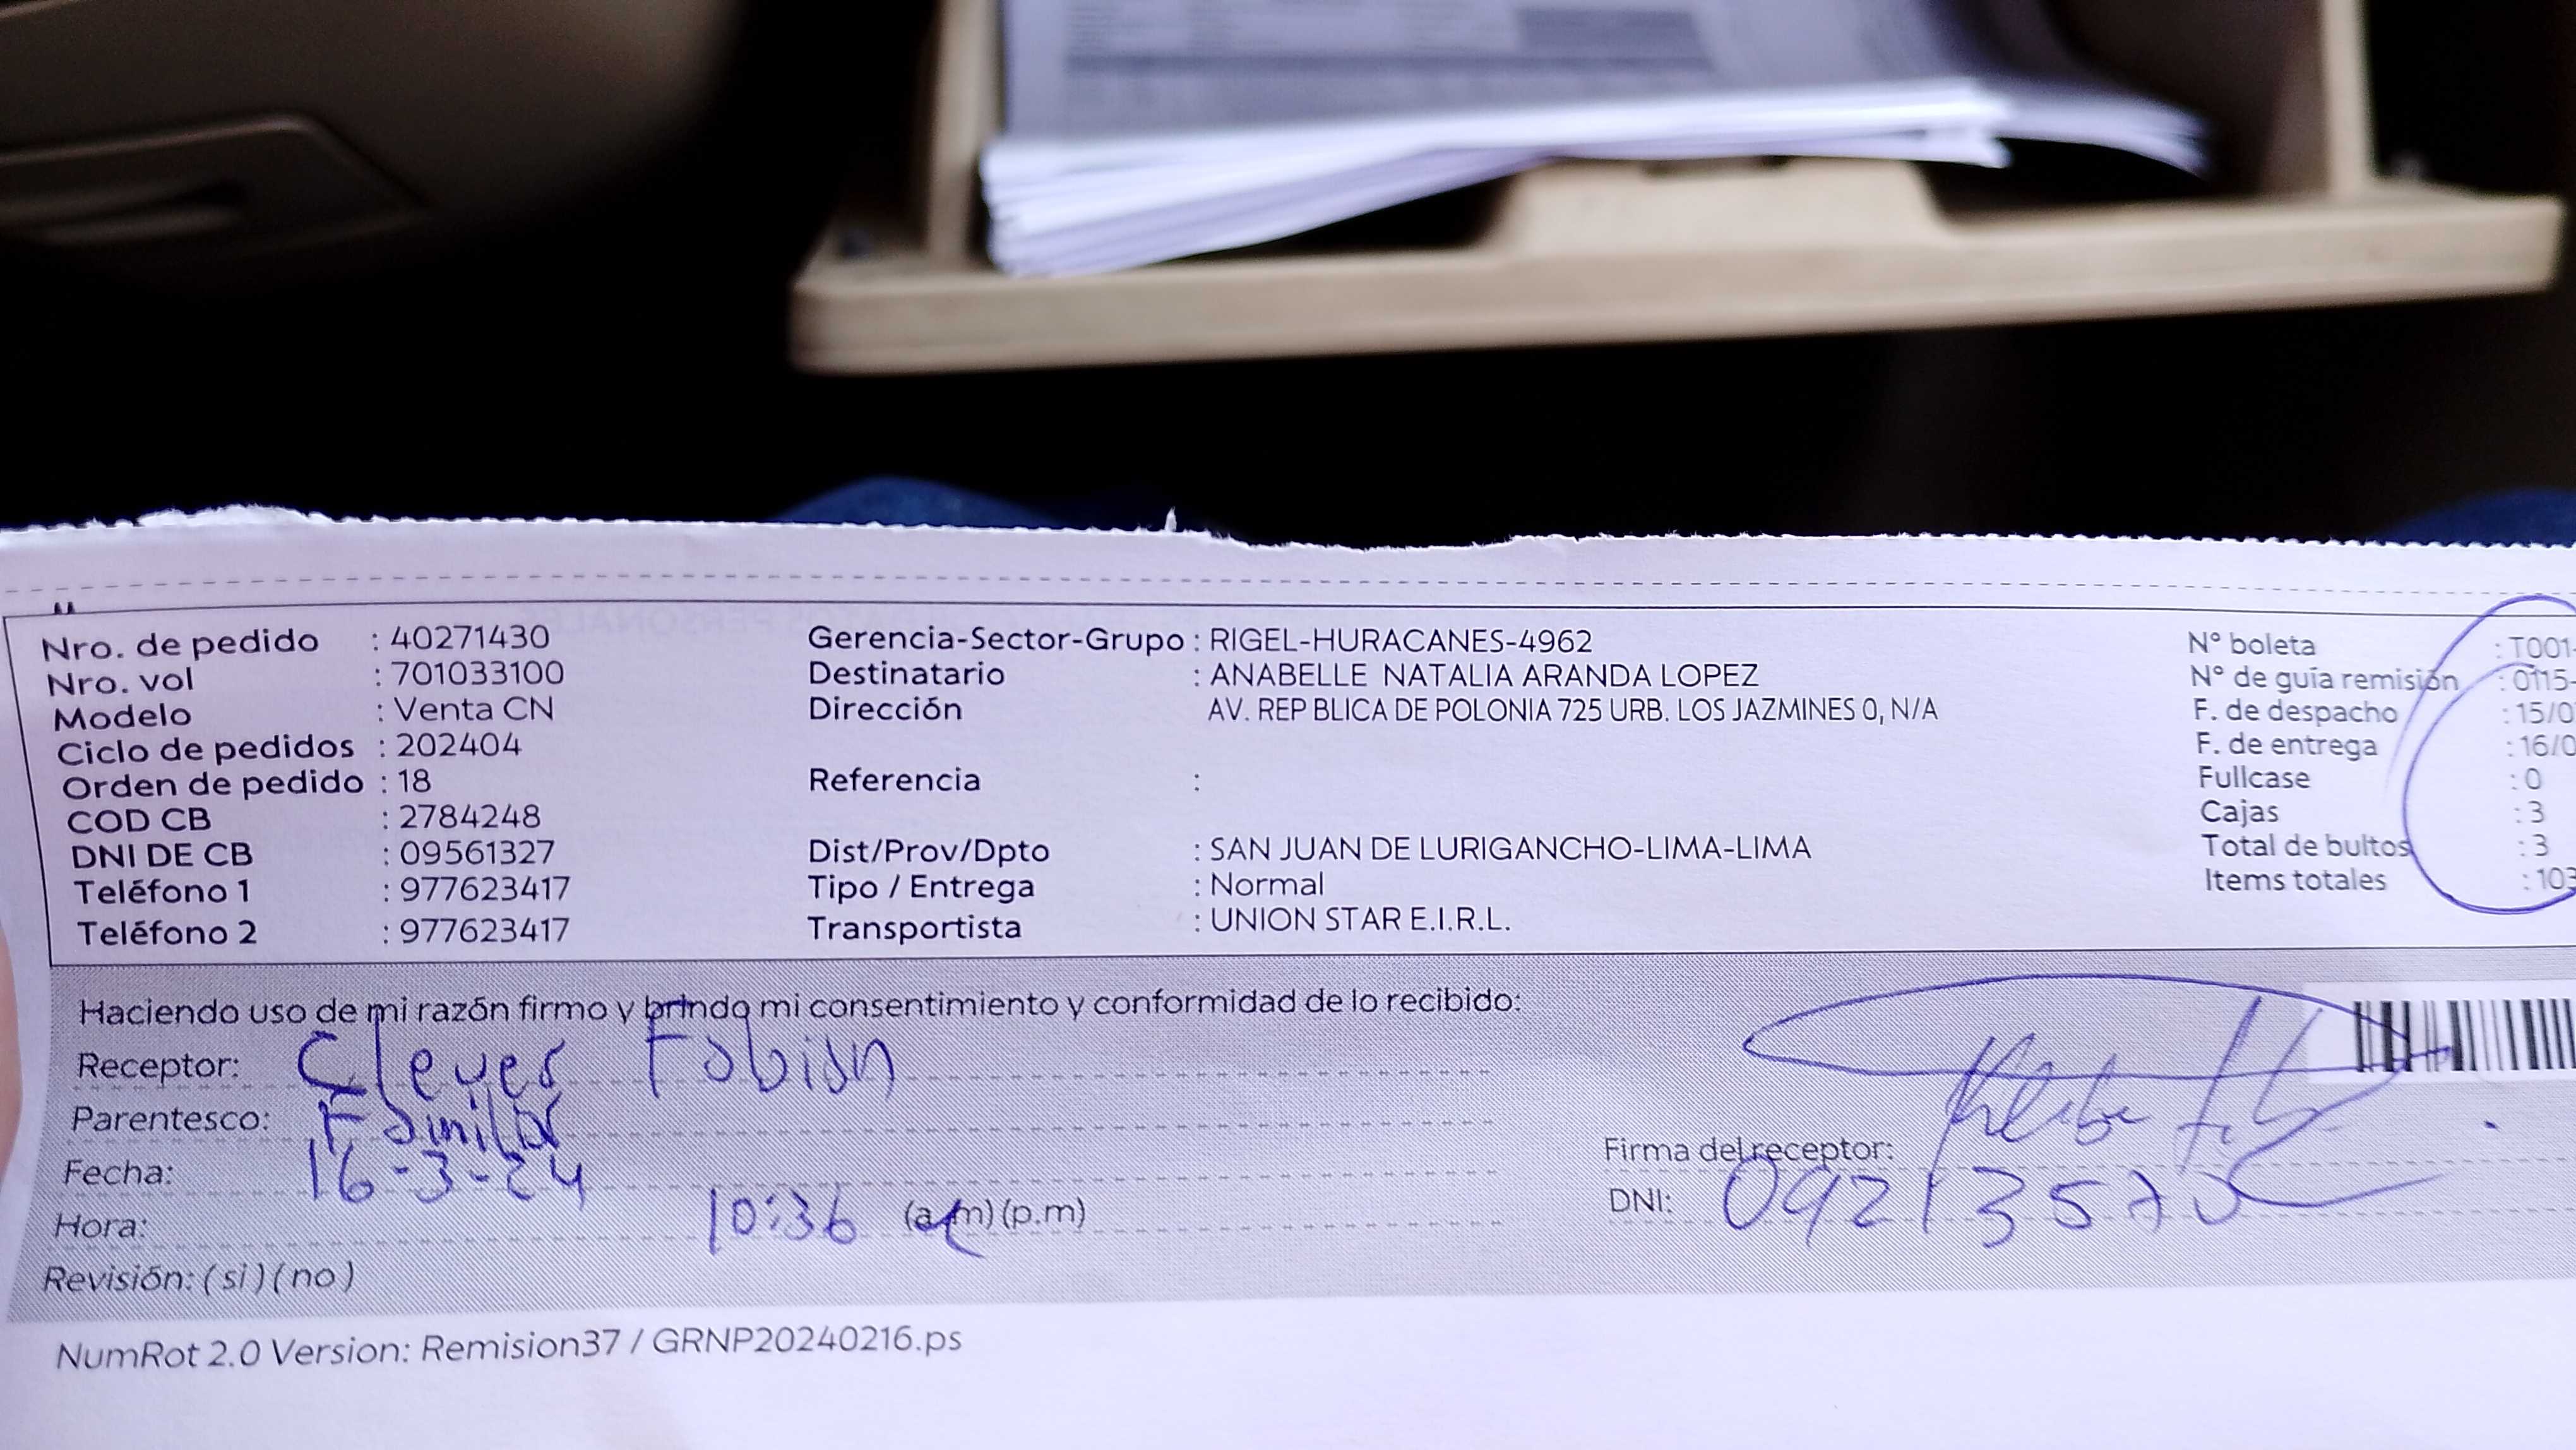 Nro. de pedido : 40271430
Nro. vol : 701033100
Modelo : Venta CN
Ciclo de pedidos : 202404
Orden de pedido : 18
COD CB : 2784248
DNI DE CB : 09561327
Teléfono 1 : 977623417
Teléfono 2 : 977623417
Gerencia-Sector-Grupo : RIGEL-HURACANES-4962
Destinatario : ANABELLE NATALIA ARANDA LOPEZ
Dirección AV. REP BLICA DE POLONIA 725 URB. LOS JAZMINES 0, N/A
Referencia :
Dist/Prov/Dpto : SAN JUAN DE LURIGANCHO-LIMA-LIMA
Tipo / Entrega : Normal
Transportista : UNION STAR E.I.R.L.
N° boleta : T001-
N° de guía remisión : 0115-
F. de despacho : 15/0
F. de entrega : 16/0
Fullcase : 0
Cajas : 3
Total de bultos : 3
Items totales : 103
Haciendo uso de mi razón firmo y brindo mi consentimiento y conformidad de lo recibido:
Receptor: Clever Fabian
Parentesco: Familiar
Fecha: 16-3-24
Hora: 10:36 (a.m) (p.m)
Revisión: (si) (no)
Firma del receptor:
DNI: 09213570
NumRot 2.0 Version: Remision37 / GRNP20240216.ps